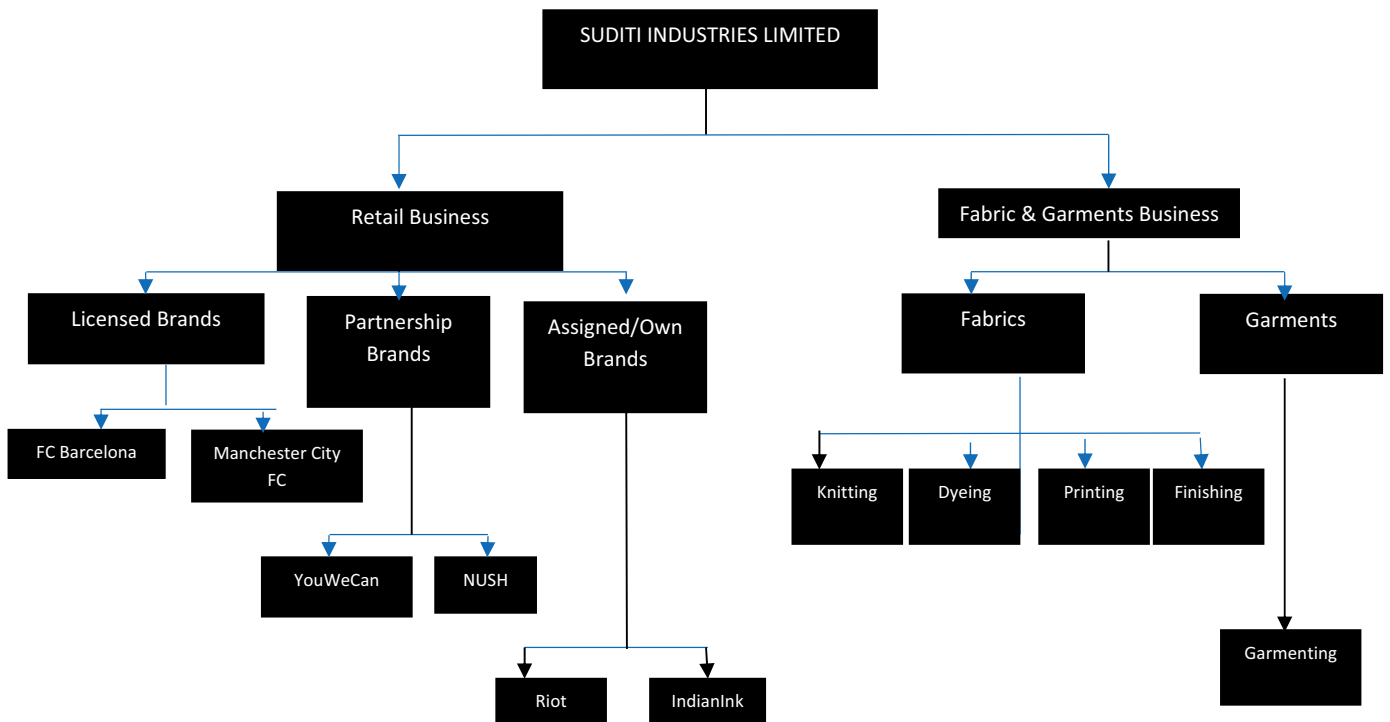 SUDITI INDUSTRIES LIMITED
Retail Business
Fabric & Garments Business
Licensed Brands
Partnership
Brands
Assigned/Own
Brands
Fabrics
Garments
FC Barcelona
Manchester City
FC
Knitting
Dyeing
Printing
Finishing
YouWeCan
NUSH
Garmenting
Riot
IndianInk